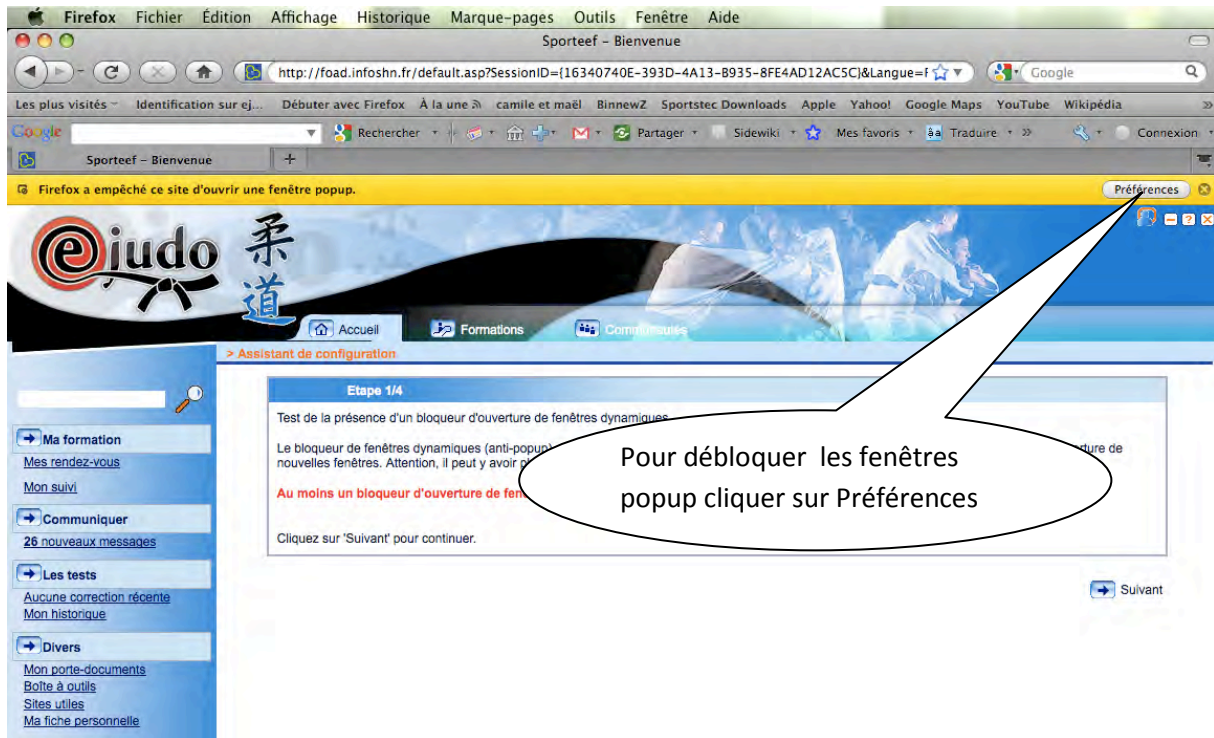 Firefox Fichier Édition Affichage Historique Marque-pages Outils Fenêtre Aide
Sporteef – Bienvenue
http://foad.infoshn.fr/default.asp?SessionID={16340740E-393D-4A13-B935-8FE4AD12AC5C}&Langue=f
Google
Les plus visités Identification sur ej... Débuter avec Firefox À la une camile et maël BinnewZ Sportstec Downloads Apple Yahoo! Google Maps YouTube Wikipédia »
Google Rechercher Partager Sidewiki Mes favoris Traduire » Connexion
Sporteef – Bienvenue +
Firefox a empêché ce site d'ouvrir une fenêtre popup. Préférences
@judo 柔道
Accueil Formations Communautés
> Assistant de configuration
Etape 1/4
Test de la présence d'un bloqueur d'ouverture de fenêtres dynamiques
Le bloqueur de fenêtres dynamiques (anti-popup) rture de
nouvelles fenêtres. Attention, il peut y avoir
Au moins un bloqueur d'ouverture de fen
Cliquez sur 'Suivant' pour continuer.
Suivant
Pour débloquer les fenêtres
popup cliquer sur Préférences
Ma formation
Mes rendez-vous
Mon suivi
Communiquer
26 nouveaux messages
Les tests
Aucune correction récente
Mon historique
Divers
Mon porte-documents
Boîte à outils
Sites utiles
Ma fiche personnelle